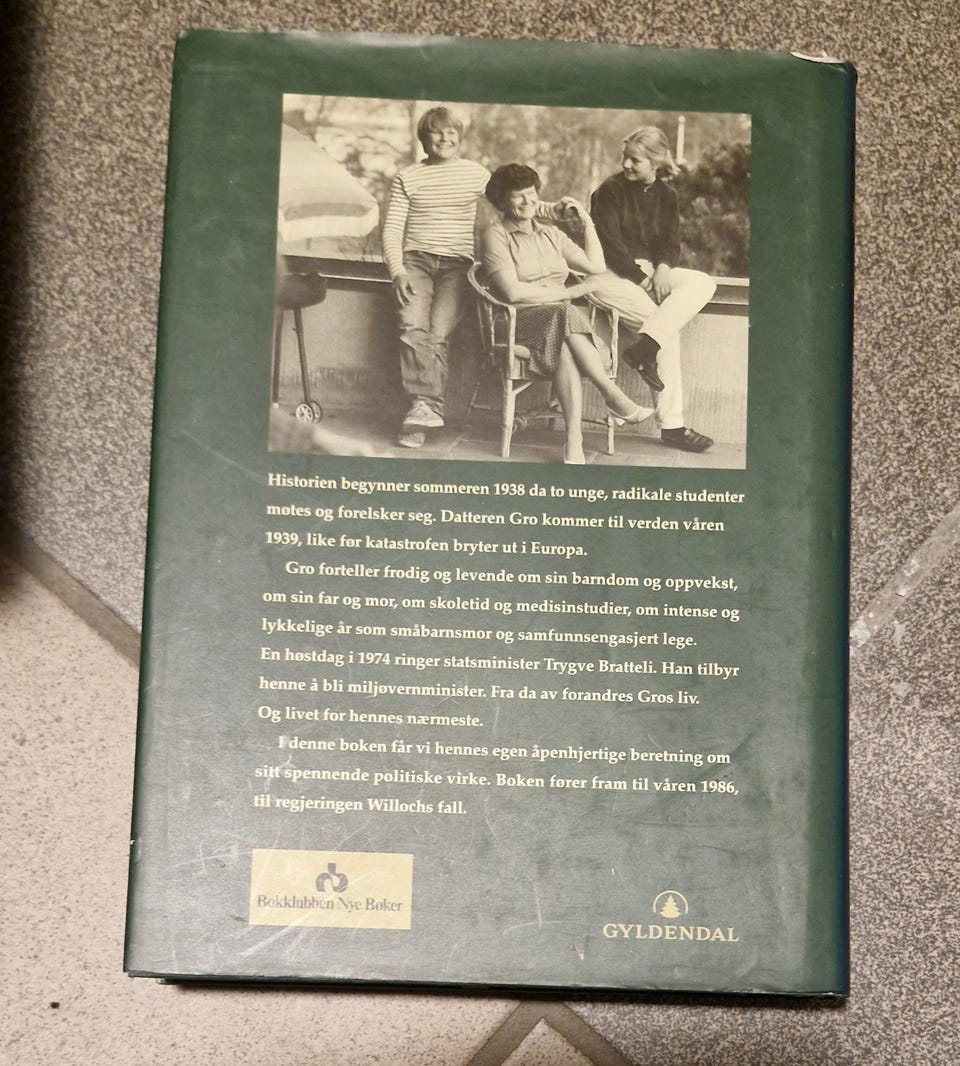 Historien begynner sommeren 1938 da to unge, radikale studenter
møtes og forelsker seg. Datteren Gro kommer til verden våren
1939, like før katastrofen bryter ut i Europa.
Gro forteller frodig og levende om sin barndom og oppvekst,
om sin far og mor, om skoletid og medisinstudier, om intense og
lykkelige år som småbarnsmor og samfunnsengasjert lege.
En høstdag i 1974 ringer statsminister Trygve Bratteli. Han tilbyr
henne å bli miljøvernminister. Fra da av forandres Gros liv.
Og livet for hennes nærmeste.
I denne boken får vi hennes egen åpenhjertige beretning om
sitt spennende politiske virke. Boken fører fram til våren 1986,
til regjeringen Willochs fall.
Bokklubben Nye Bøker
GYLDENDAL